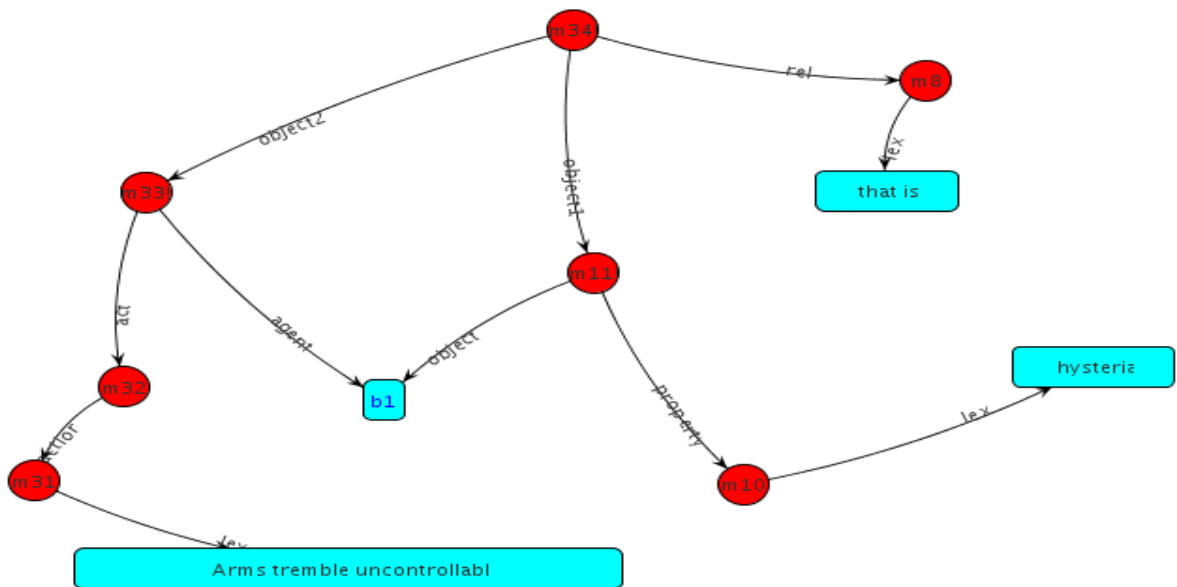 m34
rel
m8
object2
lex
object1
that is
m33
m11
act
agent
object
hysteria
property
lex
m32
b1
action
m10
m31
lex
Arms tremble uncontrollabl